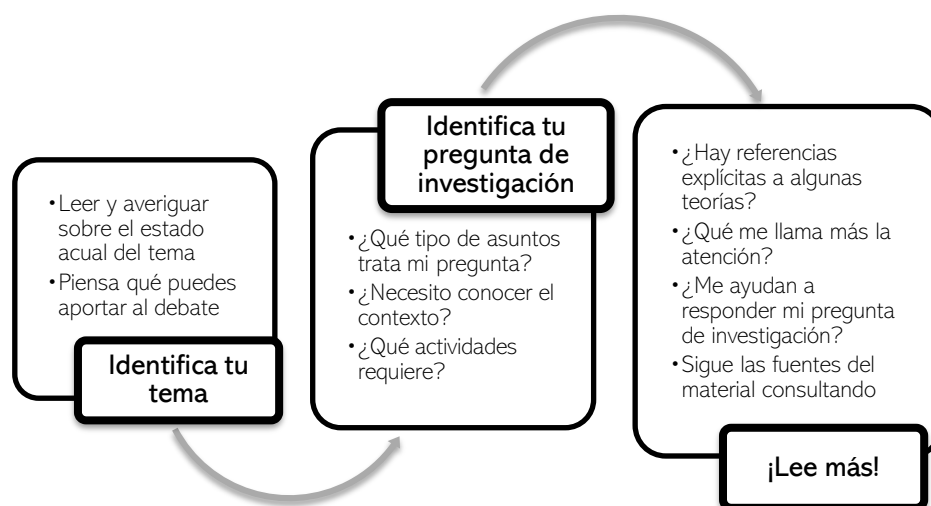 • Leer y averiguar
sobre el estado
acual del tema
• Piensa qué puedes
aportar al debate
Identifica tu
tema
Identifica tu
pregunta de
investigación
• ¿Qué tipo de asuntos
trata mi pregunta?
• ¿Necesito conocer el
contexto?
• ¿Qué actividades
requiere?
• ¿Hay referencias
explícitas a algunas
teorías?
• ¿Qué me llama más la
atención?
• ¿Me ayudan a
responder mi pregunta
de investigación?
• Sigue las fuentes del
material consultando
¡Lee más!